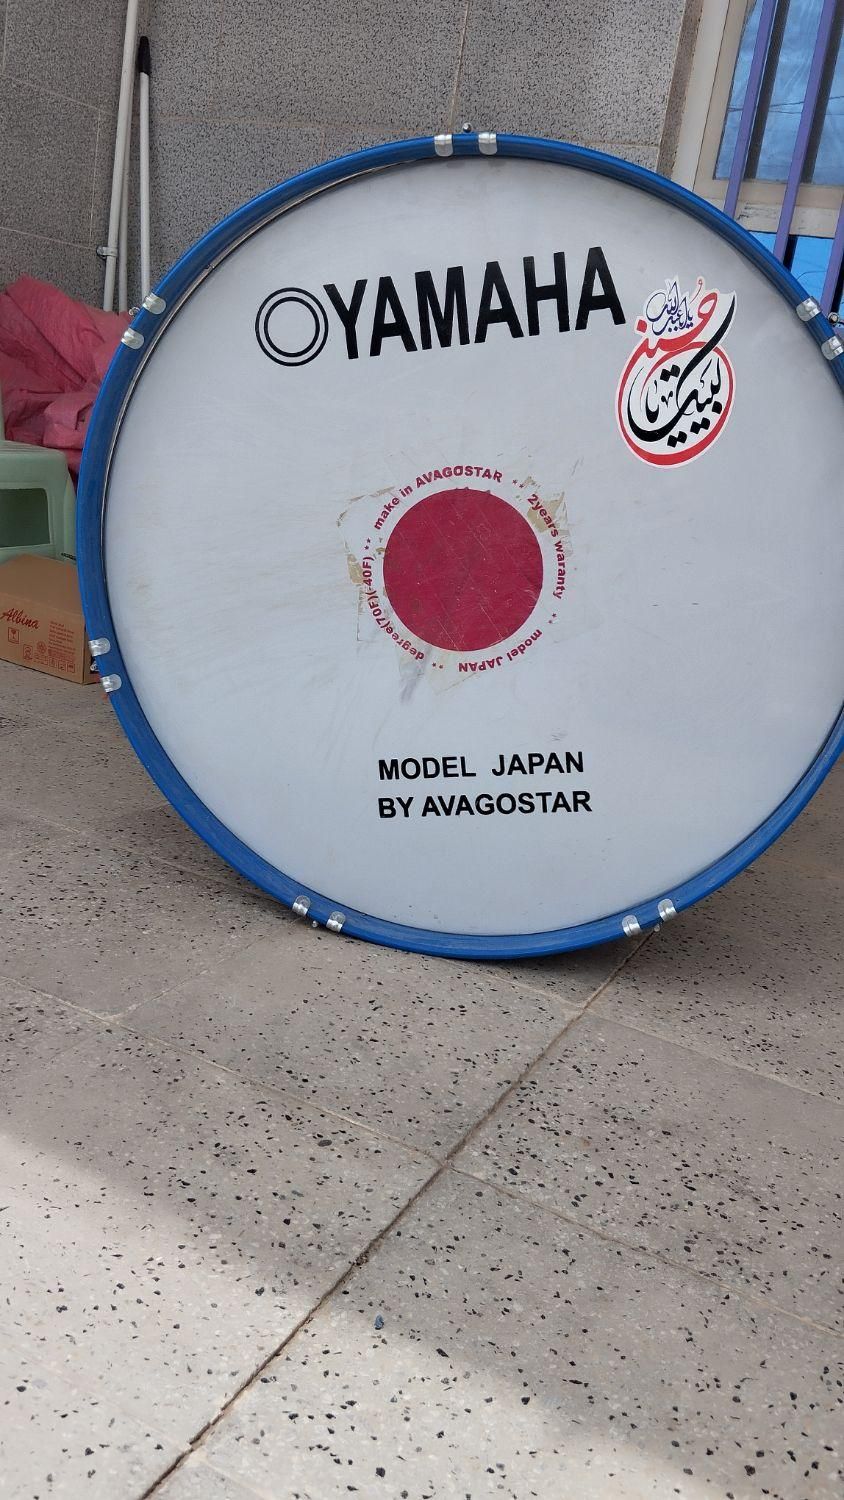 YAMAHA
یا اباعبدالله
لبیک یا حسین
make in AVAGOSTAR ** 2years waranty ** model JAPAN ** degree(70F)(-40F) **
MODEL JAPAN
BY AVAGOSTAR
Albina